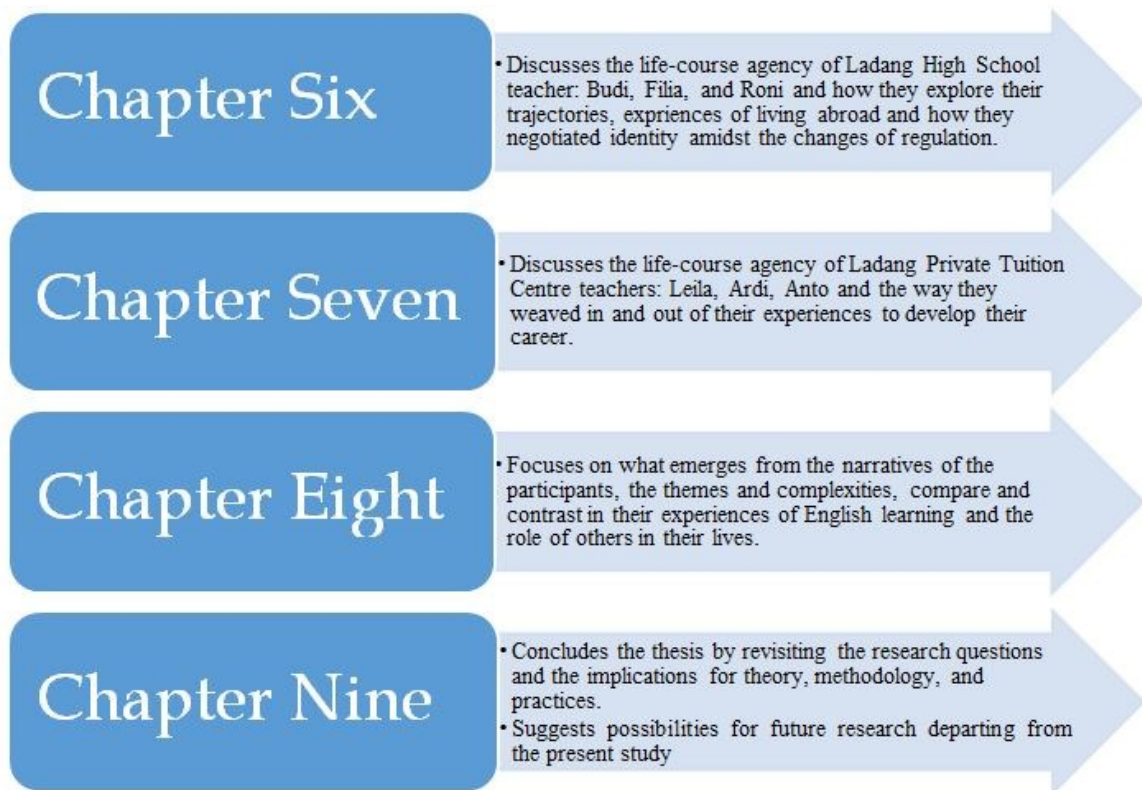 Chapter Six
• Discusses the life-course agency of Ladang High School
teacher: Budi, Filia, and Roni and how they explore their
trajectories, expriences of living abroad and how they
negotiated identity amidst the changes of regulation.
Chapter Seven
• Discusses the life-course agency of Ladang Private Tuition
Centre teachers: Leila, Ardi, Anto and the way they
weaved in and out of their experiences to develop their
career.
Chapter Eight
• Focuses on what emerges from the narratives of the
participants, the themes and complexities, compare and
contrast in their experiences of English learning and the
role of others in their lives.
Chapter Nine
• Concludes the thesis by revisiting the research questions
and the implications for theory, methodology, and
practices.
• Suggests possibilities for future research departing from
the present study